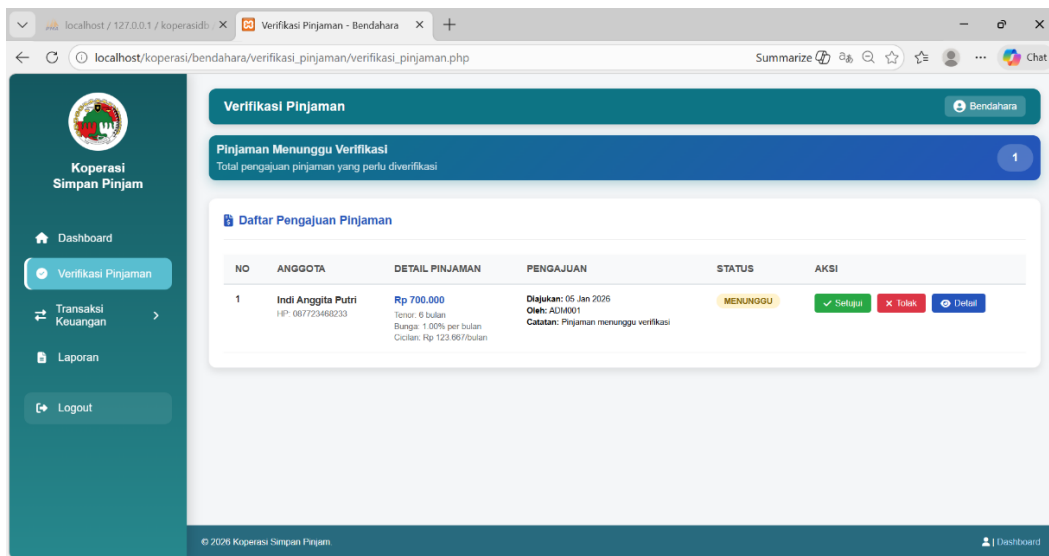 localhost / 127.0.0.1 / koperasidb /
Verifikasi Pinjaman - Bendahara
localhost/koperasi/bendahara/verifikasi_pinjaman/verifikasi_pinjaman.php
Summarize
Chat
Koperasi
Simpan Pinjam
Dashboard
Verifikasi Pinjaman
Transaksi
Keuangan
Laporan
Logout
Verifikasi Pinjaman
Bendahara
Pinjaman Menunggu Verifikasi
Total pengajuan pinjaman yang perlu diverifikasi
1
Daftar Pengajuan Pinjaman
NO ANGGOTA DETAIL PINJAMAN PENGAJUAN STATUS AKSI
1
Indi Anggita Putri
HP: 087723468233
Rp 700.000
Tenor: 6 bulan
Bunga: 1.00% per bulan
Cicilan: Rp 123.667/bulan
Diajukan: 05 Jan 2026
Oleh: ADM001
Catatan: Pinjaman menunggu verifikasi
MENUNGGU
Setujui
Tolak
Detail
© 2026 Koperasi Simpan Pinjam.
| Dashboard